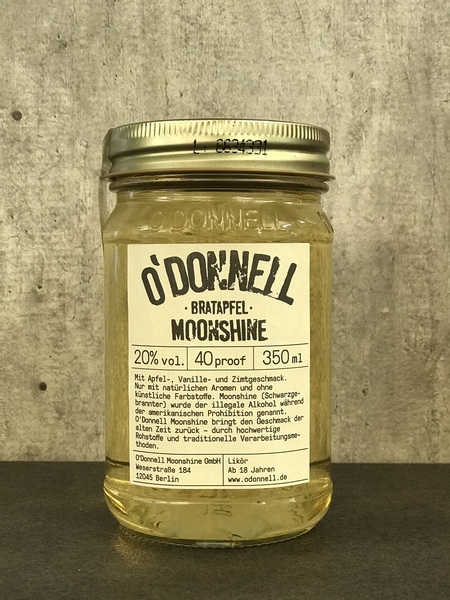 L: 6634931
O'DONNELL
O'DONNELL
· BRATAPFEL ·
MOONSHINE
20% vol. 40 proof 350 ml
Mit Apfel-, Vanille- und Zimtgeschmack.
Nur mit natürlichen Aromen und ohne
künstliche Farbstoffe. Moonshine (Schwarzge-
brannter) wurde der illegale Alkohol während
der amerikanischen Prohibition genannt.
O'Donnell Moonshine bringt den Geschmack der
alten Zeit zurück – durch hochwertige
Rohstoffe und traditionelle Verarbeitungsme-
thoden.
O'Donnell Moonshine GmbH
Weserstraße 184
12045 Berlin
Likör
Ab 18 Jahren
www.odonnell.de